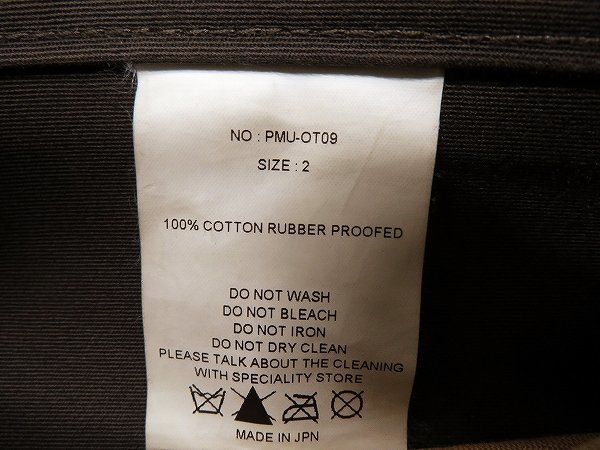 NO : PMU-OT09
SIZE : 2
100% COTTON RUBBER PROOFED
DO NOT WASH
DO NOT BLEACH
DO NOT IRON
DO NOT DRY CLEAN
PLEASE TALK ABOUT THE CLEANING
WITH SPECIALITY STORE
MADE IN JPN